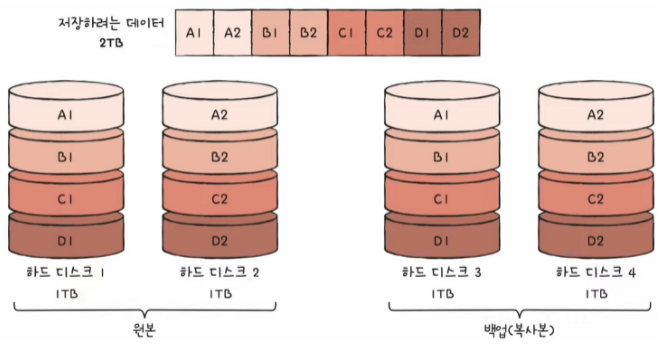 저장하려는 데이터
2TB
A1 A2 B1 B2 C1 C2 D1 D2
A1 A2 A1 A2
B1 B2 B1 B2
C1 C2 C1 C2
D1 D2 D1 D2
하드 디스크 1 하드 디스크 2 하드 디스크 3 하드 디스크 4
1TB 1TB 1TB 1TB
원본 백업(복사본)